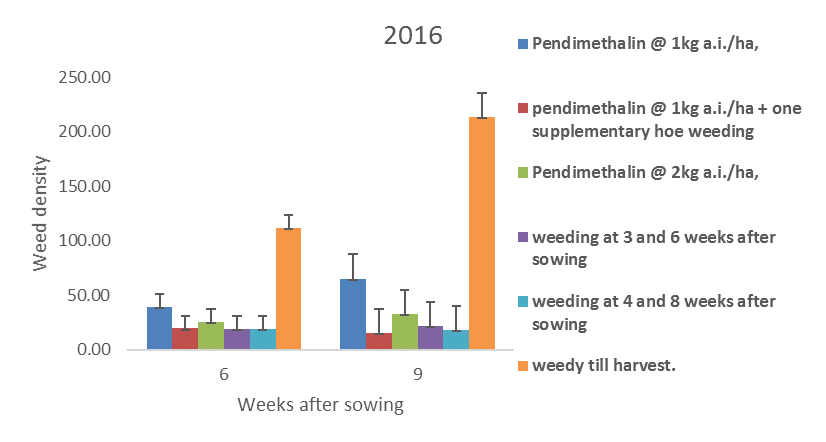 2016
250.00
200.00
150.00
100.00
50.00
0.00
Weed density
6
9
Weeks after sowing
Pendimethalin @ 1kg a.i./ha,
pendimethalin @ 1kg a.i./ha + one
supplementary hoe weeding
Pendimethalin @ 2kg a.i./ha,
weeding at 3 and 6 weeks after
sowing
weeding at 4 and 8 weeks after
sowing
weedy till harvest.